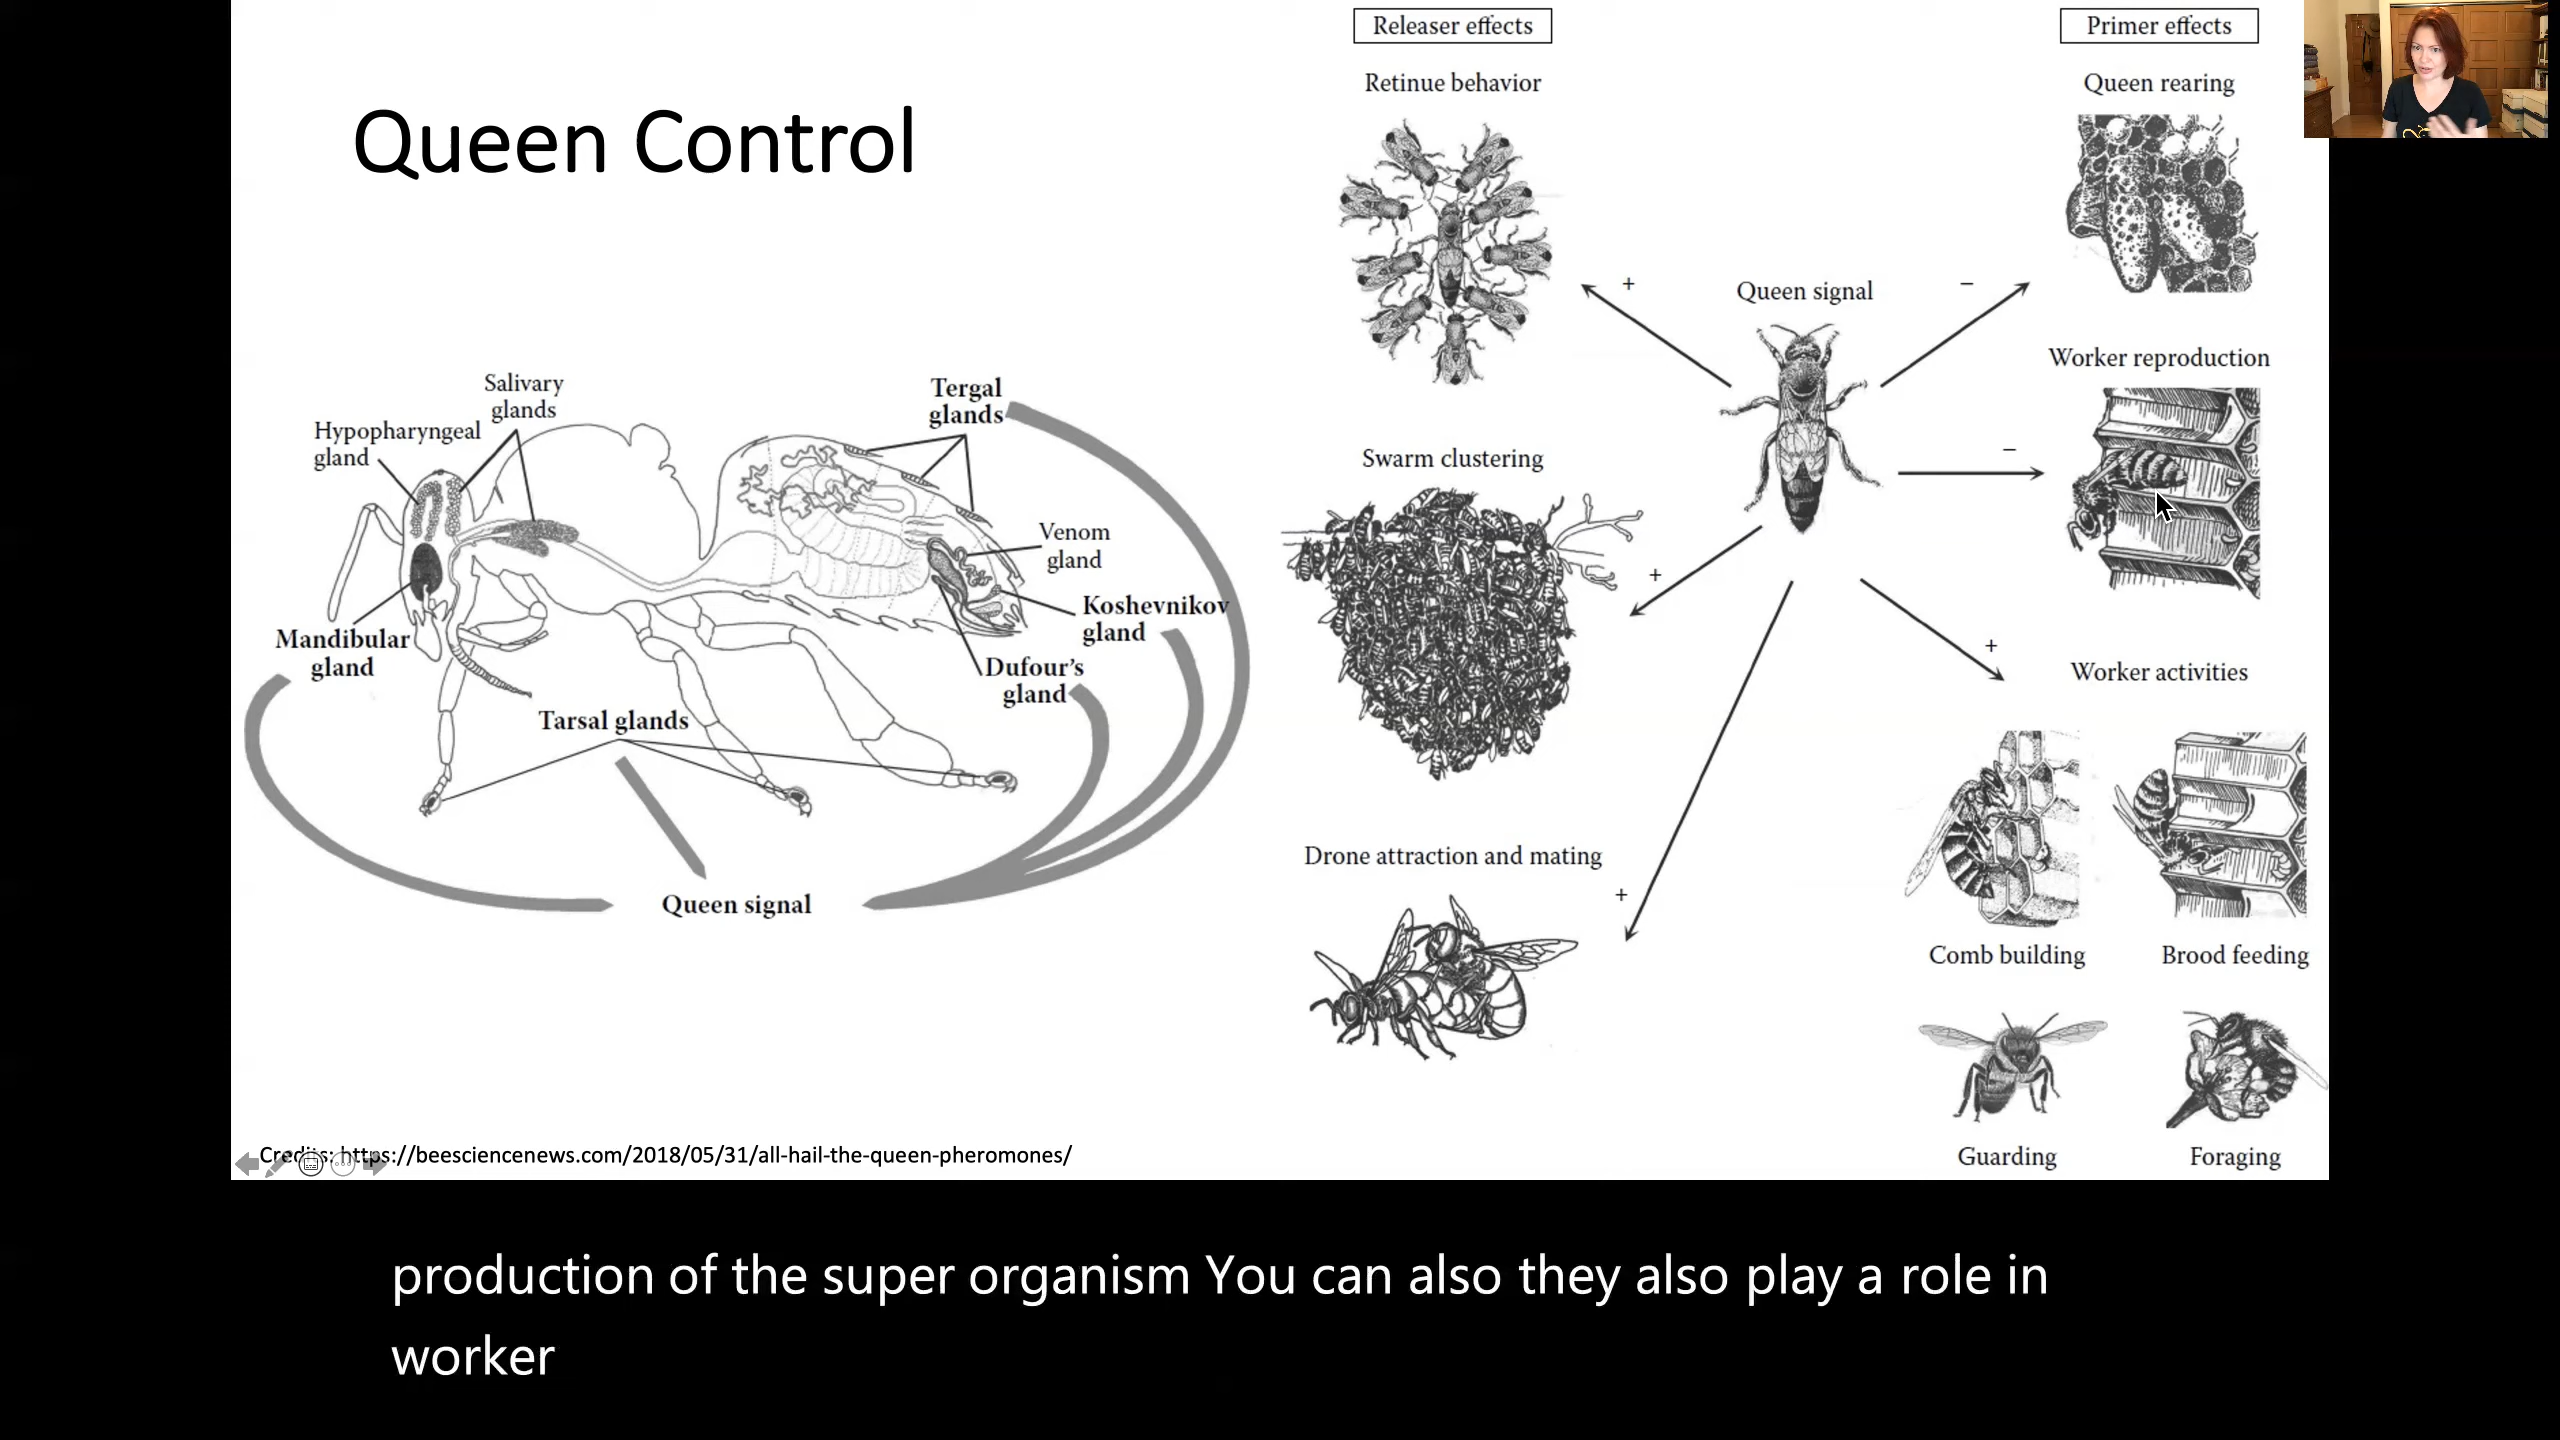 Queen Control
Salivary
glands
Hypopharyngeal
gland
Tergal
glands
Venom
gland
Koshevnikov
gland
Dufour's
gland
Mandibular
gland
Tarsal glands
Queen signal
Releaser effects
Retinue behavior
+
Swarm clustering
+
Drone attraction and mating
+
Queen signal
Primer effects
Queen rearing
−
Worker reproduction
−
Worker activities
+
Comb building
Brood feeding
Guarding
Foraging
Credits: https://beesciencenews.com/2018/05/31/all-hail-the-queen-pheromones/
production of the super organism You can also they also play a role in
worker